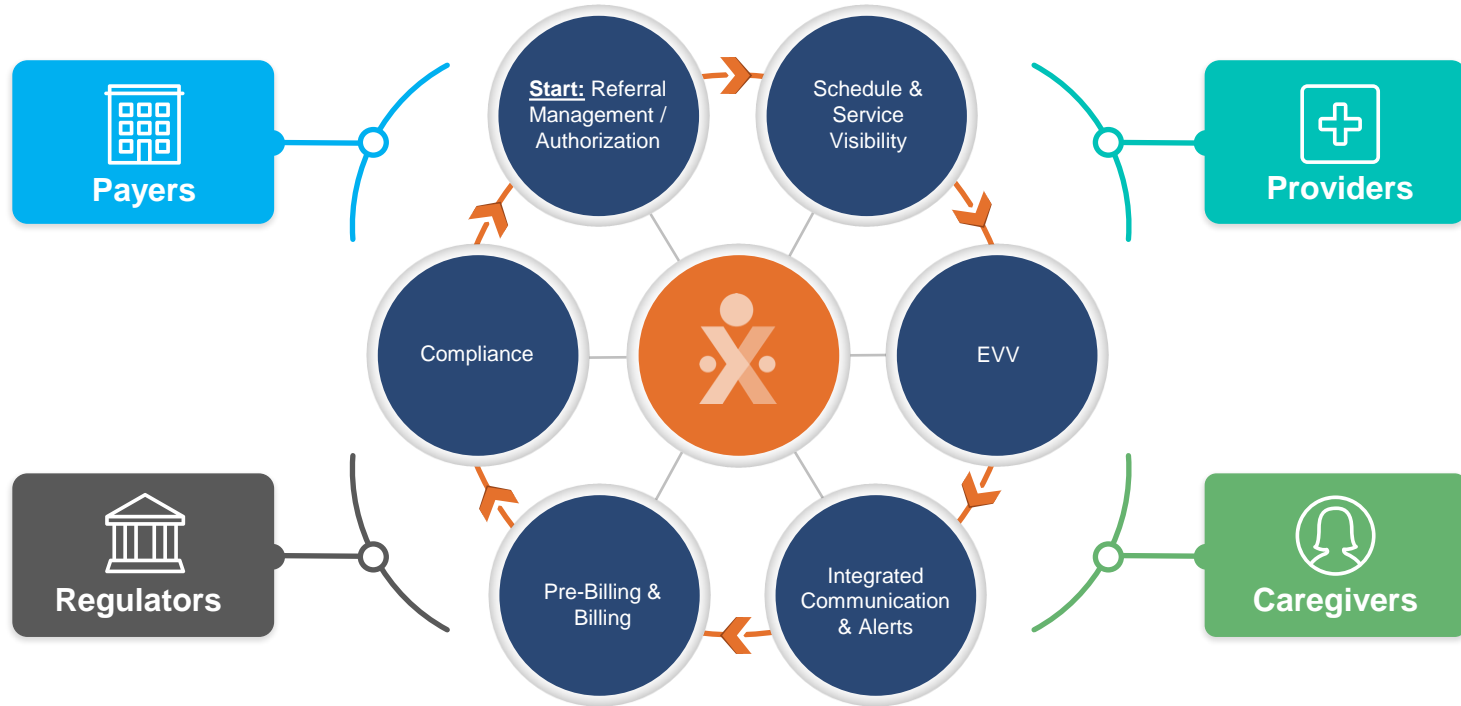 Payers
Start: Referral
Management /
Authorization
Schedule &
Service
Visibility
Providers
Compliance
EVV
Regulators
Pre-Billing &
Billing
Integrated
Communication
& Alerts
Caregivers